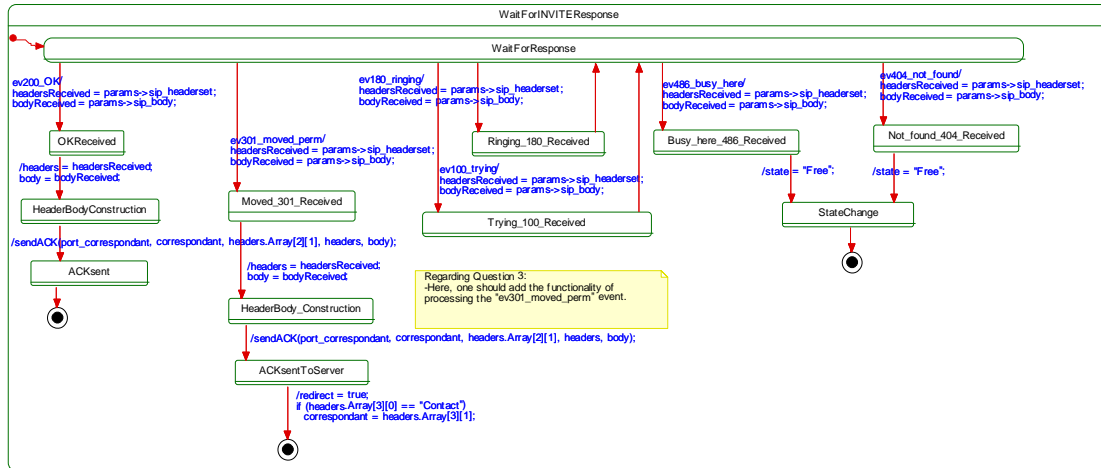 WaitForINVITEResponse
WaitForResponse
ev200_OK/
headersReceived = params->sip_headerset;
bodyReceived = params->sip_body;
OKReceived
/headers = headersReceived;
body = bodyReceived;
HeaderBodyConstruction
/sendACK(port_correspondant, correspondant, headers.Array[2][1], headers, body);
ACKsent
ev301_moved_perm/
headersReceived = params->sip_headerset;
bodyReceived = params->sip_body;
Moved_301_Received
/headers = headersReceived;
body = bodyReceived;
HeaderBody_Construction
/sendACK(port_correspondant, correspondant, headers.Array[2][1], headers, body);
ACKsentToServer
/redirect = true;
if (headers.Array[3][0] == "Contact")
correspondant = headers.Array[3][1];
ev180_ringing/
headersReceived = params->sip_headerset;
bodyReceived = params->sip_body;
Ringing_180_Received
ev100_trying/
headersReceived = params->sip_headerset;
bodyReceived = params->sip_body;
Trying_100_Received
Regarding Question 3:
-Here, one should add the functionality of
processing the "ev301_moved_perm" event.
ev486_busy_here/
headersReceived = params->sip_headerset;
bodyReceived = params->sip_body;
Busy_here_486_Received
/state = "Free";
ev404_not_found/
headersReceived = params->sip_headerset;
bodyReceived = params->sip_body;
Not_found_404_Received
/state = "Free";
StateChange